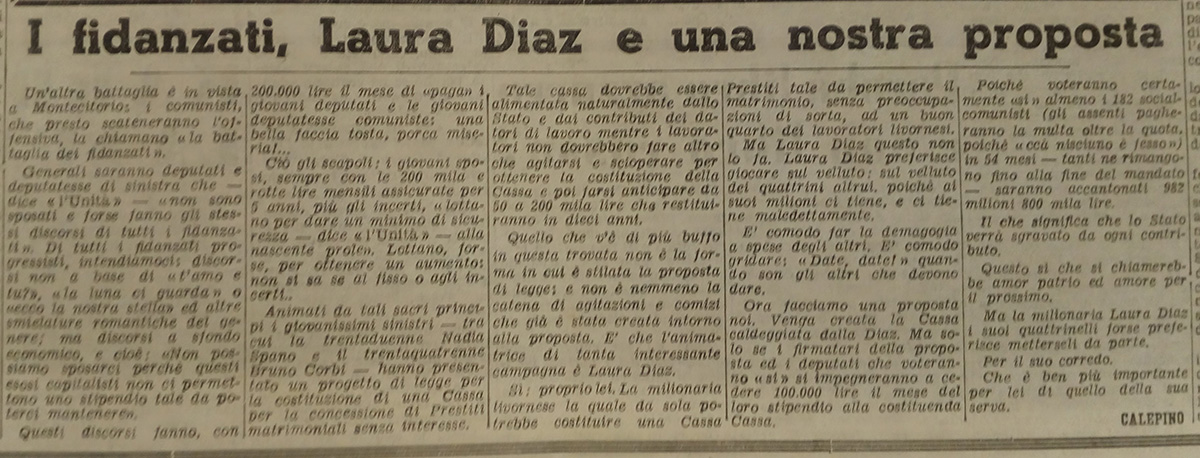 I fidanzati, Laura Diaz e una nostra proposta
Un'altra battaglia è in vista
a Montecitorio: i comunisti,
che presto scateneranno l'of-
fensiva, la chiamano «la bat-
taglia dei fidanzati».
Generali saranno deputati e
deputatesse di sinistra che —
dice «l'Unità» — «non sono
sposati e forse fanno gli stes-
si discorsi di tutti i fidanza-
ti». Di tutti i fidanzati pro-
gressisti, intendiamoci; discor-
si non a base di «t'amo e
tu?», «la luna ci guarda» o
«ecco la nostra stella» ed altre
smielature romantiche del ge-
nere; ma discorsi a sfondo
economico, e cioè: «Non pos-
siamo sposarci perché questi
esosi capitalisti non ci permet-
tono uno stipendio tale da po-
terci mantenere».
Questi discorsi fanno, con
200.000 lire il mese di «paga» i
giovani deputati e le giovani
deputatesse comuniste: una
bella faccia tosta, porca mise-
ria!...
Ciò gli scapoli: i giovani spo-
si, sempre con le 200 mila e
rotte lire mensili assicurate per
5 anni, più gli incerti, «lotta-
no per dare un minimo di sicu-
rezza — dice «l'Unità» — alla
nascente prole». Lottano, for-
se, per ottenere un aumento:
non si sa se al fisso o agli in-
certi..
Animati da tali sacri princi-
pi i giovanissimi sinistri — tra
cui la trentaduenne Nadia
Spano e il trentaquatrenne
Bruno Corbi — hanno presen-
tato un progetto di legge per
la costituzione di una Cassa
per la concessione di Prestiti
matrimoniali senza interesse.
Tale cassa dovrebbe essere
alimentata naturalmente dallo
Stato e dai contributi dei da-
tori di lavoro mentre i lavora-
tori non dovrebbero fare altro
che agitarsi e scioperare per
ottenere la costituzione della
Cassa e poi farsi anticipare da
50 a 200 mila lire che restitui-
ranno in dieci anni.
Quello che v'è di più buffo
in questa trovata non è la for-
ma in cui è stilata la proposta
di legge; e non è nemmeno la
catena di agitazioni e comizi
che già è stata creata intorno
alla proposta. E' che l'anima-
trice di tanta interessante
campagna è Laura Diaz.
Sì: proprio lei. La milionaria
livornese la quale da sola po-
trebbe costituire una Cassa
Prestiti tale da permettere il
matrimonio, senza preoccupa-
zioni di sorta, ad un buon
quarto dei lavoratori livornesi.
Ma Laura Diaz questo non
lo fa. Laura Diaz preferisce
giocare sul velluto: sul velluto
dei quattrini altrui, poichè ai
suoi milioni ci tiene, e ci tie-
ne maledettamente.
E' comodo far la demagogia
a spese degli altri. E' comodo
gridare: «Date, date!» quan-
do son gli altri che devono
dare.
Ora facciamo una proposta
noi. Venga creata la Cassa
caldeggiata dalla Diaz. Ma so-
lo se i firmatari della propo-
sta ed i deputati che voteran-
no «sì» si impegneranno a ce-
dere 100.000 lire il mese del
loro stipendio alla costituenda
Cassa.
Poichè voteranno certa-
mente «sì» almeno i 182 social-
comunisti (gli assenti paghe-
ranno la multa oltre la quota,
poichè «ccà nisciuno è fesso»)
in 54 mesi — tanti ne rimango-
no fino alla fine del mandato
— saranno accantonati 982
milioni 800 mila lire.
Il che significa che lo Stato
verrà sgravato da ogni contri-
buto.
Questo sì che si chiamereb-
be amor patrio ed amore per
il prossimo.
Ma la milionaria Laura Diaz
i suoi quattrinelli forse prefe-
risce metterseli da parte.
Per il suo corredo.
Che è ben più importante
per lei di quello della sua
serva.
CALEPINO